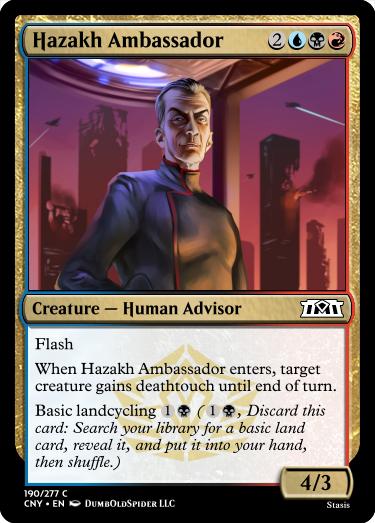 Hazakh Ambassador 2
Creature — Human Advisor
Flash
When Hazakh Ambassador enters, target
creature gains deathtouch until end of turn.
Basic landcycling 1 ( 1 , Discard this
card: Search your library for a basic land
card, reveal it, and put it into your hand,
then shuffle.)
4/3
190/277 C
CNY • EN DumbOldSpider LLC
Stasis